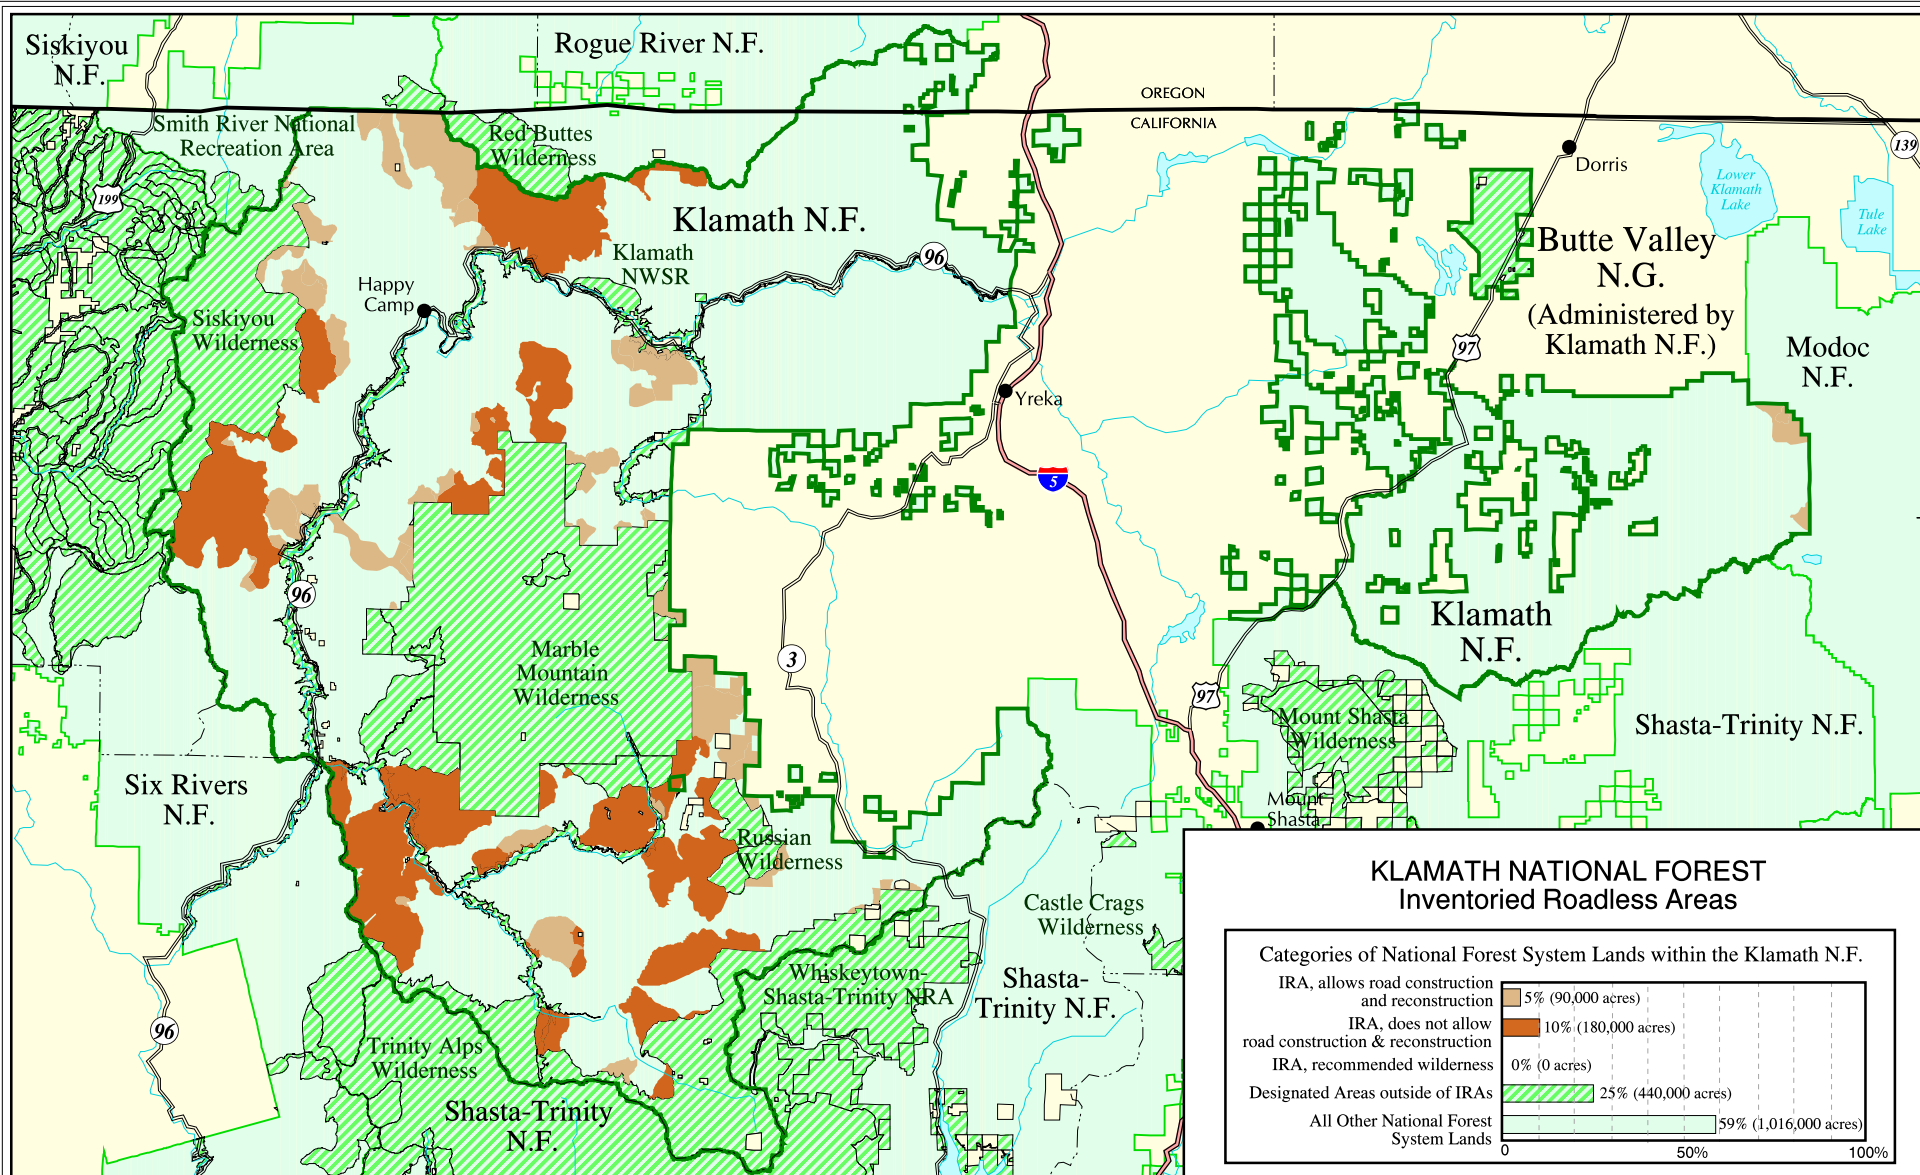 Siskiyou
N.F.
Rogue River N.F.
OREGON
CALIFORNIA
139
Smith River National
Recreation Area
Red Buttes
Wilderness
Dorris
199
Lower
Klamath
Lake
Tule
Lake
Klamath N.F.
Klamath
NWSR
96
Butte Valley
N.G.
(Administered by
Klamath N.F.)
Happy
Camp
Siskiyou
Wilderness
97
Modoc
N.F.
Yreka
5
96
Klamath
N.F.
Marble
Mountain
Wilderness
3
97
Mount Shasta
Wilderness
Shasta-Trinity N.F.
Six Rivers
N.F.
Mount
Shasta
Russian
Wilderness
Castle Crags
Wilderness
Whiskeytown-
Shasta-Trinity NRA
Shasta-
Trinity N.F.
96
Trinity Alps
Wilderness
Shasta-Trinity
N.F.
KLAMATH NATIONAL FOREST
Inventoried Roadless Areas
Categories of National Forest System Lands within the Klamath N.F.
IRA, allows road construction
and reconstruction
5% (90,000 acres)
IRA, does not allow
road construction & reconstruction
10% (180,000 acres)
IRA, recommended wilderness
0% (0 acres)
Designated Areas outside of IRAs
25% (440,000 acres)
All Other National Forest
System Lands
59% (1,016,000 acres)
0 50% 100%